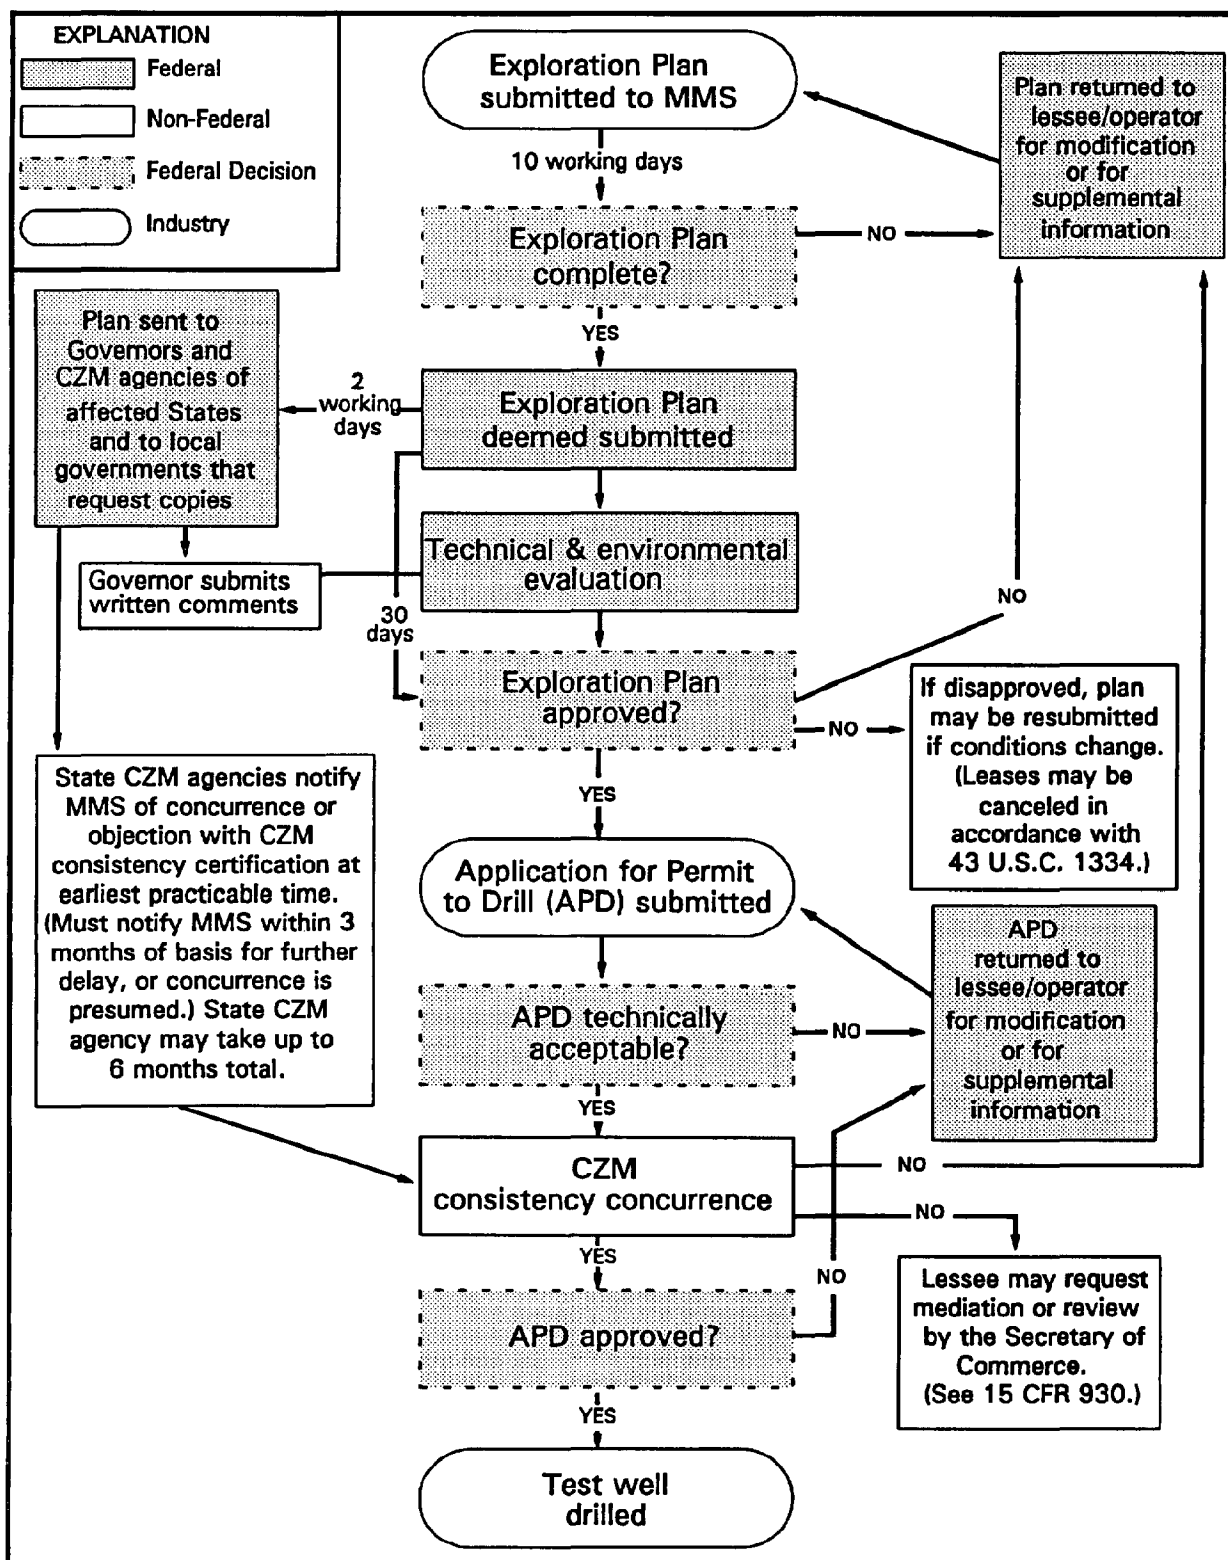 EXPLANATION
Federal
Non-Federal
Federal Decision
Industry
Exploration Plan
submitted to MMS
10 working days
Exploration Plan
complete?
NO
Plan returned to
lessee/operator
for modification
or for
supplemental
information
YES
Exploration Plan
deemed submitted
2
working
days
Plan sent to
Governors and
CZM agencies of
affected States
and to local
governments that
request copies
Governor submits
written comments
Technical & environmental
evaluation
30
days
Exploration Plan
approved?
NO
NO
If disapproved, plan
may be resubmitted
if conditions change.
(Leases may be
canceled in
accordance with
43 U.S.C. 1334.)
YES
State CZM agencies notify
MMS of concurrence or
objection with CZM
consistency certification at
earliest practicable time.
(Must notify MMS within 3
months of basis for further
delay, or concurrence is
presumed.) State CZM
agency may take up to
6 months total.
Application for Permit
to Drill (APD) submitted
APD technically
acceptable?
NO
APD
returned to
lessee/operator
for modification
or for
supplemental
information
YES
CZM
consistency concurrence
NO
NO
Lessee may request
mediation or review
by the Secretary of
Commerce.
(See 15 CFR 930.)
YES
APD approved?
NO
YES
Test well
drilled